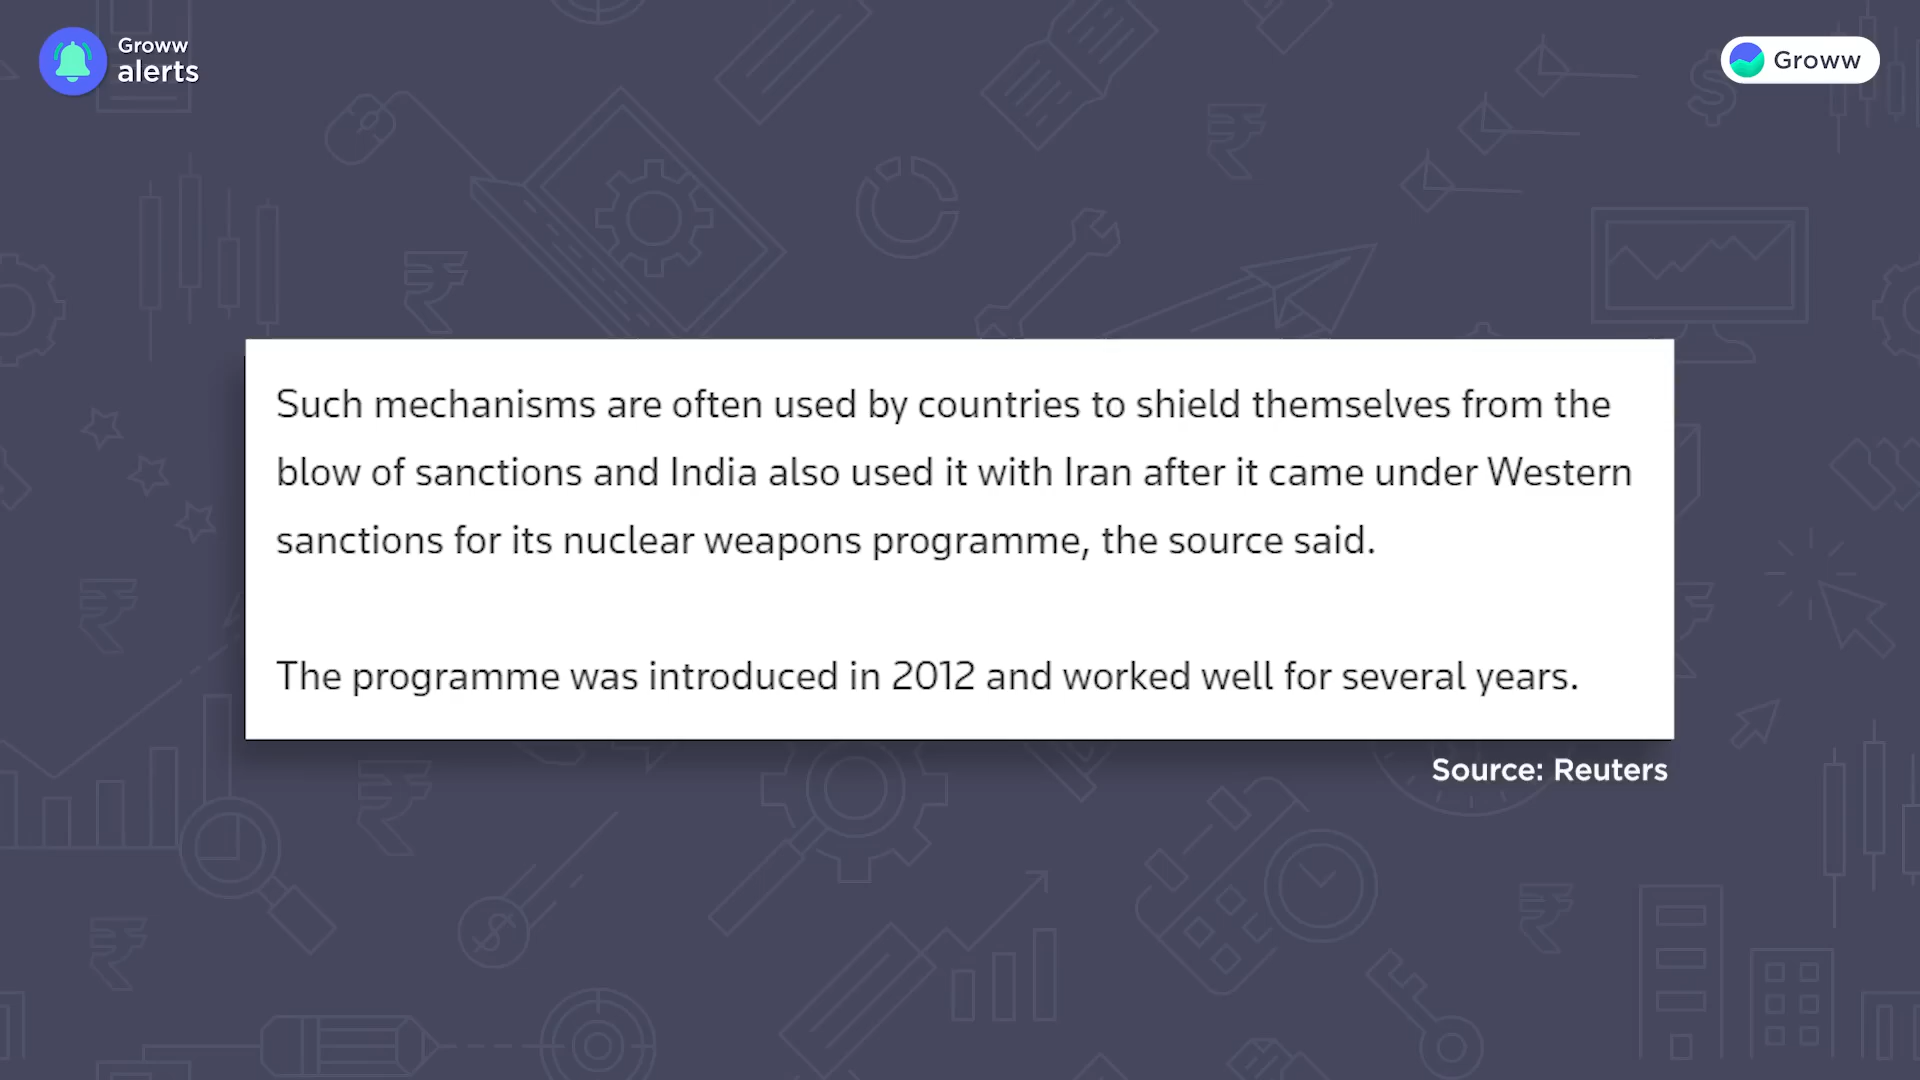 Groww
alerts
Groww
Such mechanisms are often used by countries to shield themselves from the
blow of sanctions and India also used it with Iran after it came under Western
sanctions for its nuclear weapons programme, the source said.
The programme was introduced in 2012 and worked well for several years.
Source: Reuters